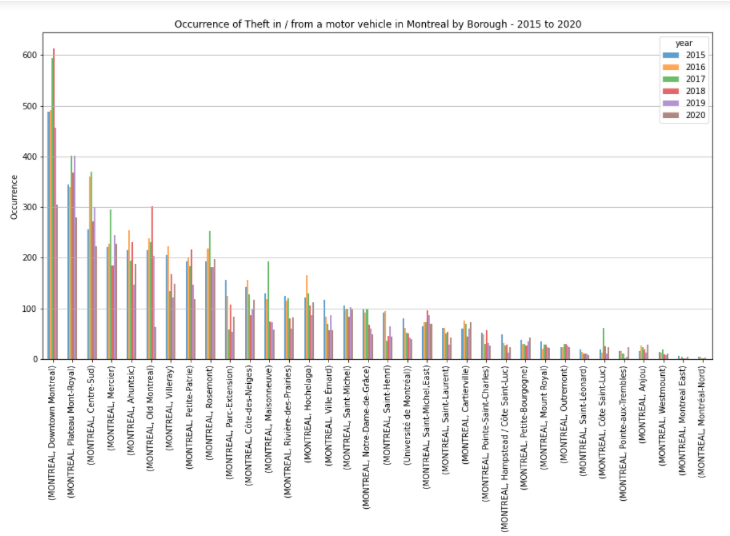 Occurrence of Theft in / from a motor vehicle in Montreal by Borough - 2015 to 2020
year
2015
2016
2017
2018
2019
2020
Occurrence
600
500
400
300
200
100
0
(MONTREAL, Downtown Montreal)
(MONTREAL, Plateau Mont-Royal)
(MONTREAL, Centre-Sud)
(MONTREAL, Mercier)
(MONTREAL, Ahuntsic)
(MONTREAL, Old Montreal)
(MONTREAL, Villeray)
(MONTREAL, Petite-Patrie)
(MONTREAL, Rosemont)
(MONTREAL, Parc-Extension)
(MONTREAL, Côte-des-Neiges)
(MONTREAL, Maisonneuve)
(MONTREAL, Rivière-des-Prairies)
(MONTREAL, Hochelaga)
(MONTREAL, Ville Émard)
(MONTREAL, Saint-Michel)
(MONTREAL, Notre-Dame-de-Grâce)
(MONTREAL, Saint-Henri)
(Université de Montreal))
(MONTREAL, Saint-Michel,East)
(MONTREAL, Saint-Laurent)
(MONTREAL, Cartierville)
(MONTREAL, Pointe-Saint-Charles)
(MONTREAL, Hampstead / Côte Saint-Luc)
(MONTREAL, Petite-Bourgogne)
(MONTREAL, Mount Royal)
(MONTREAL, Outremont)
(MONTREAL, Saint-Léonard)
(MONTREAL, Côte Saint-Luc)
(MONTREAL, Pointe-aux-Trembles)
(MONTREAL, Anjou)
(MONTREAL, Westmount)
(MONTREAL, Montreal East)
(MONTREAL, Montréal-Nord)